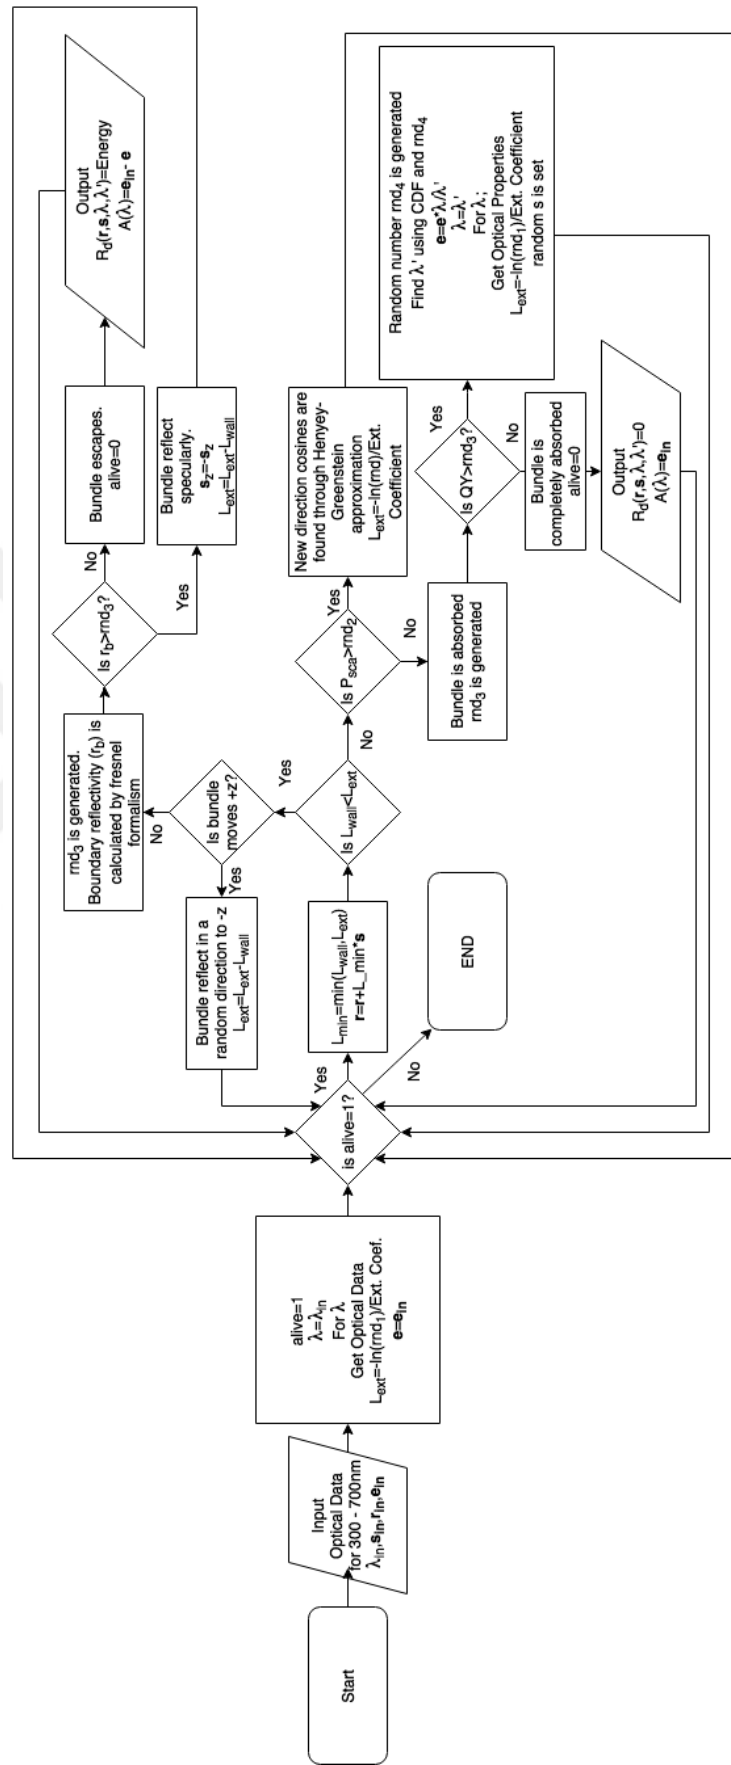 Start
Input
Optical Data
for 300 - 700nm
λin,sin,rin,ein
alive=1
λ=λin
For λ
Get Optical Data
Lext=-ln(rnd1)/Ext. Coef.
e=ein
is alive=1?
Yes
No
END
Lmin=min(Lwall,Lext)
r=r+L_min*s
Is Lwall<Lext
Yes
No
Is bundle
moves +z?
Yes
No
Bundle reflect in a
random direction to -z
Lext=Lext-Lwall
rnd3 is generated.
Boundary reflectivity (rb) is
calculated by fresnel
formalism
Is rb>rnd3?
No
Yes
Bundle escapes.
alive=0
Bundle reflect
specularly.
sz=-sz
Lext=Lext-Lwall
Output
Rd(r,s,λ,λ')=Energy
A(λ)=ein- e
Is Psca>rnd2
Yes
No
New direction cosines are
found through Henyey-
Greenstein
approximation
Lext=-ln(rnd)/Ext.
Coefficient
Bundle is absorbed
rnd3 is generated
Is QY>rnd3?
Yes
No
Random number rnd4 is generated
Find λ' using CDF and rnd4
e=e*λ/λ'
λ=λ'
For λ;
Get Optical Properties
Lext=-ln(rnd1)/Ext. Coefficient
random s is set
Bundle is
completely absorbed
alive=0
Output
Rd(r,s,λ,λ')=0
A(λ)=ein